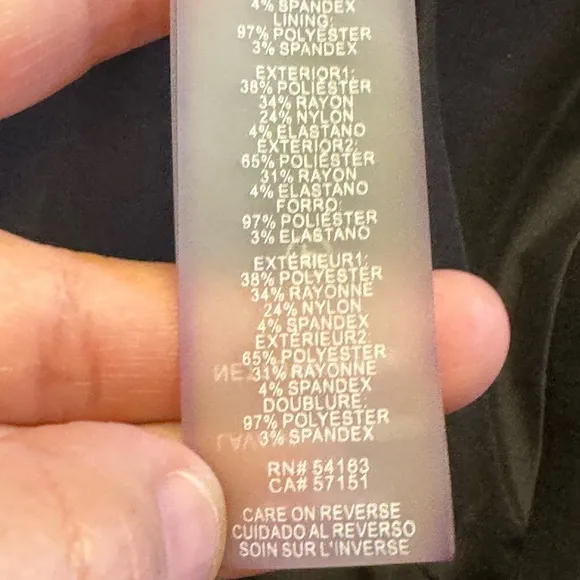 4% SPANDEX
LINING:
97% POLYESTER
3% SPANDEX
EXTERIOR1:
38% POLIÉSTER
34% RAYON
24% NYLON
4% ELASTANO
EXTERIOR2:
65% POLIÉSTER
31% RAYON
4% ELASTANO
FORRO:
97% POLIÉSTER
3% ELASTANO
EXTÉRIEUR1:
38% POLYESTER
34% RAYONNE
24% NYLON
4% SPANDEX
EXTÉRIEUR2:
65% POLYESTER
31% RAYONNE
4% SPANDEX
DOUBLURE:
97% POLYESTER
3% SPANDEX
RN# 54163
CA# 57151
CARE ON REVERSE
CUIDADO AL REVERSO
SOIN SUR L'INVERSE